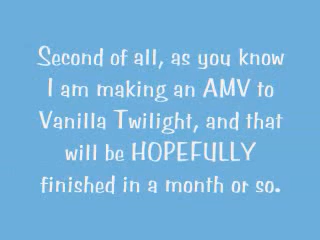 Second of all, as you know
I am making an AMV to
Vanilla Twilight, and that
will be HOPEFULLY
finished in a month or so.